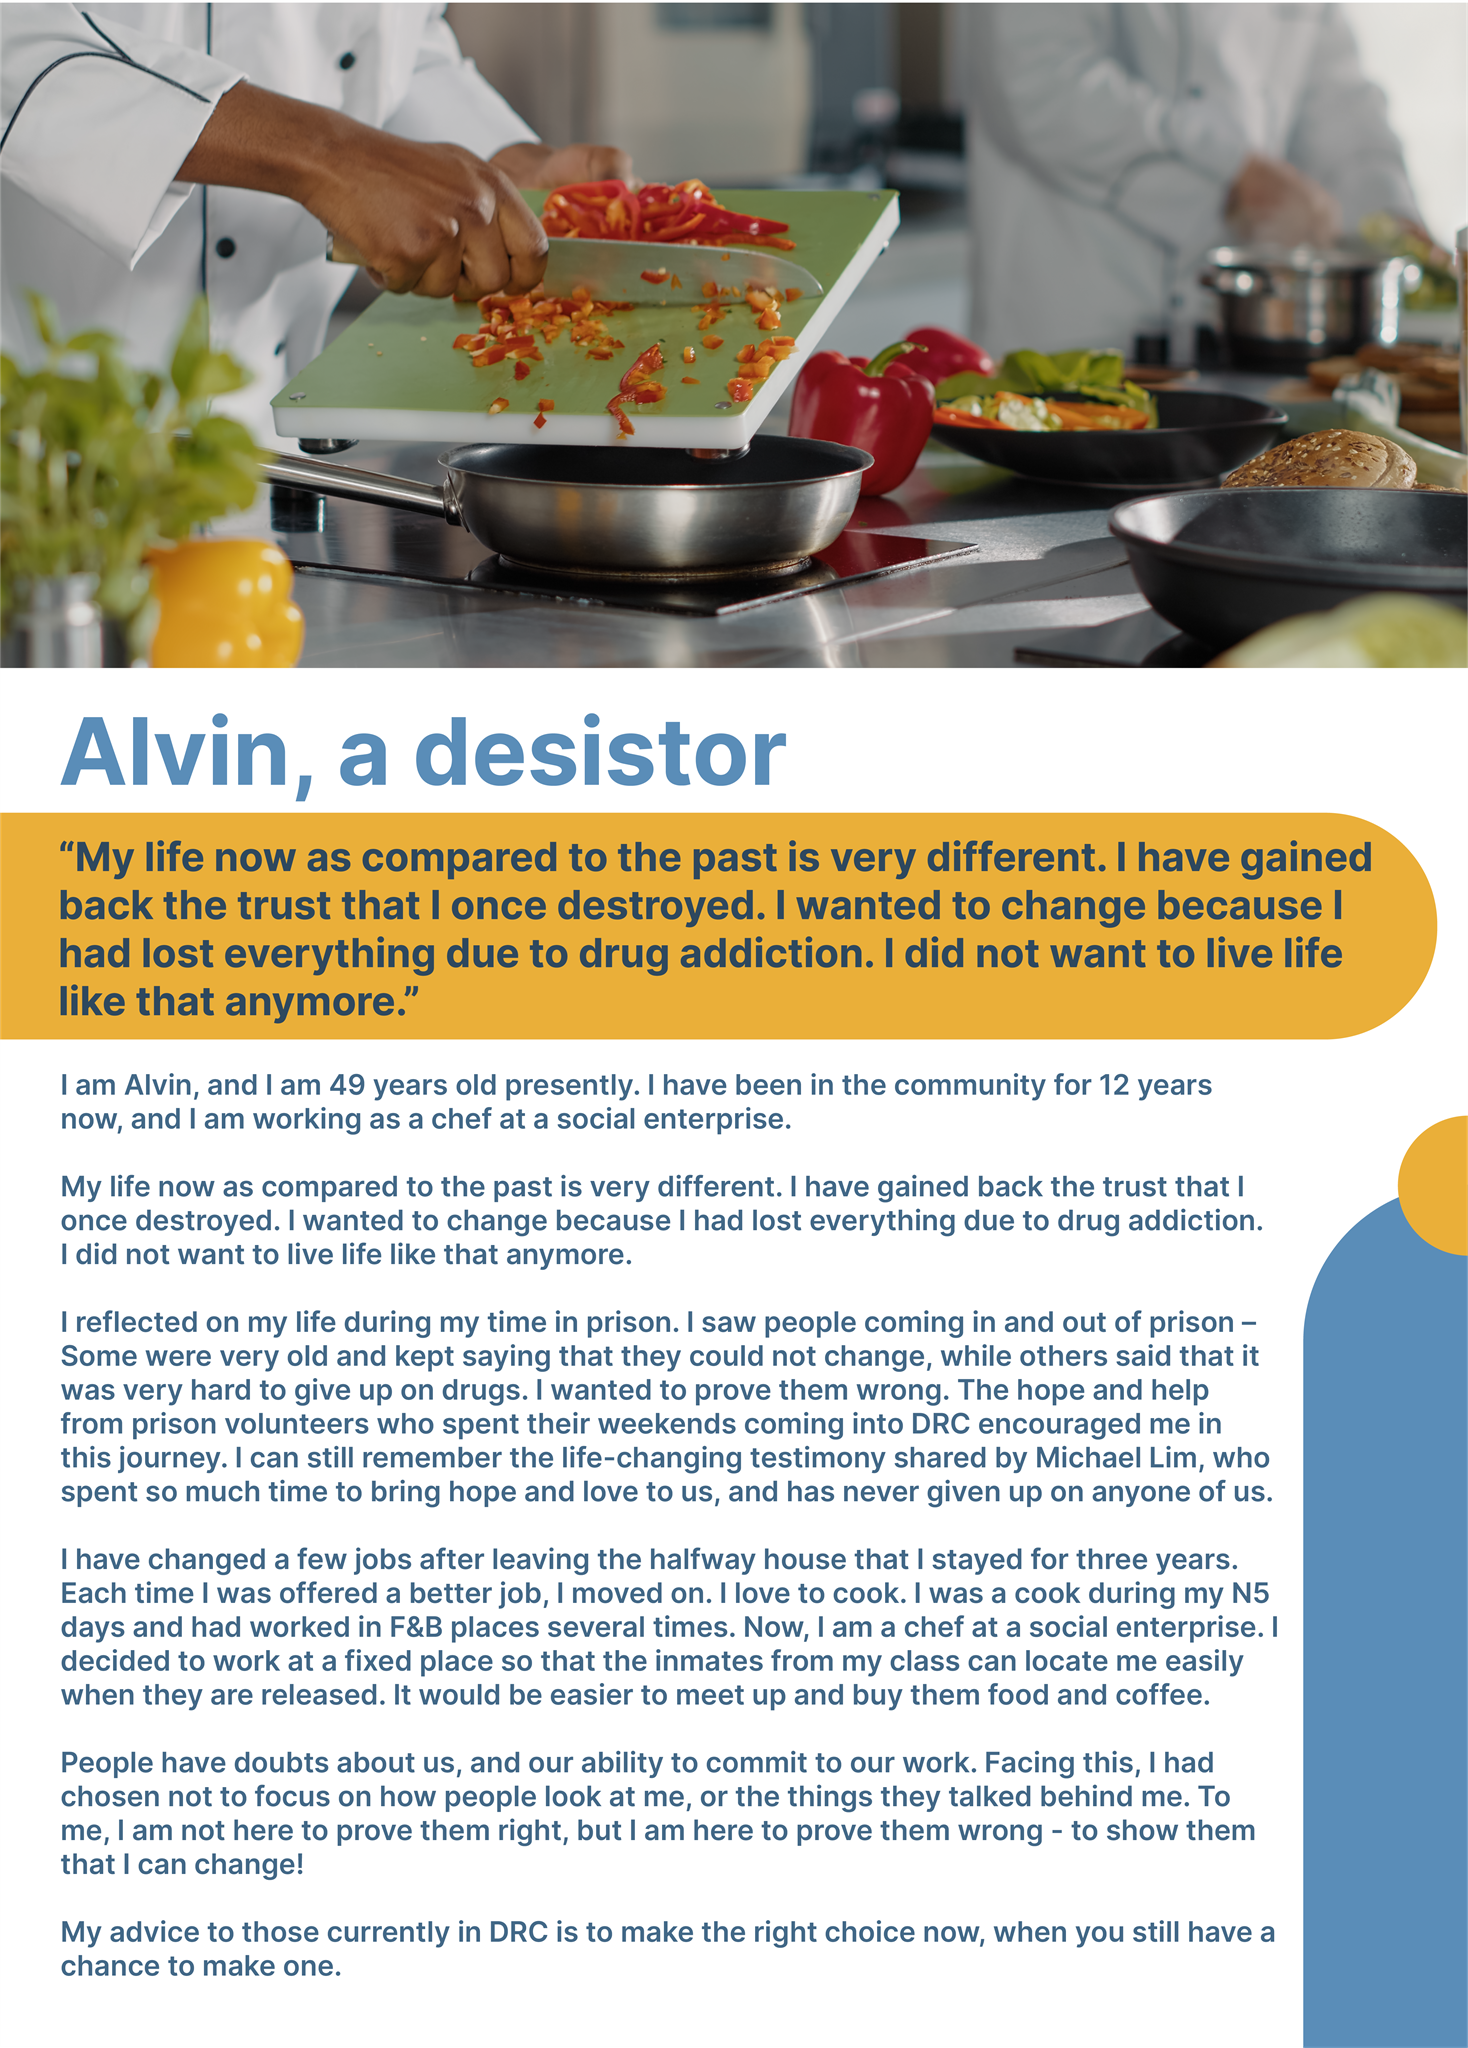 Alvin, a desistor
“My life now as compared to the past is very different. I have gained
back the trust that I once destroyed. I wanted to change because I
had lost everything due to drug addiction. I did not want to live life
like that anymore.”
I am Alvin, and I am 49 years old presently. I have been in the community for 12 years
now, and I am working as a chef at a social enterprise.
My life now as compared to the past is very different. I have gained back the trust that I
once destroyed. I wanted to change because I had lost everything due to drug addiction.
I did not want to live life like that anymore.
I reflected on my life during my time in prison. I saw people coming in and out of prison –
Some were very old and kept saying that they could not change, while others said that it
was very hard to give up on drugs. I wanted to prove them wrong. The hope and help
from prison volunteers who spent their weekends coming into DRC encouraged me in
this journey. I can still remember the life-changing testimony shared by Michael Lim, who
spent so much time to bring hope and love to us, and has never given up on anyone of us.
I have changed a few jobs after leaving the halfway house that I stayed for three years.
Each time I was offered a better job, I moved on. I love to cook. I was a cook during my N5
days and had worked in F&B places several times. Now, I am a chef at a social enterprise. I
decided to work at a fixed place so that the inmates from my class can locate me easily
when they are released. It would be easier to meet up and buy them food and coffee.
People have doubts about us, and our ability to commit to our work. Facing this, I had
chosen not to focus on how people look at me, or the things they talked behind me. To
me, I am not here to prove them right, but I am here to prove them wrong - to show them
that I can change!
My advice to those currently in DRC is to make the right choice now, when you still have a
chance to make one.